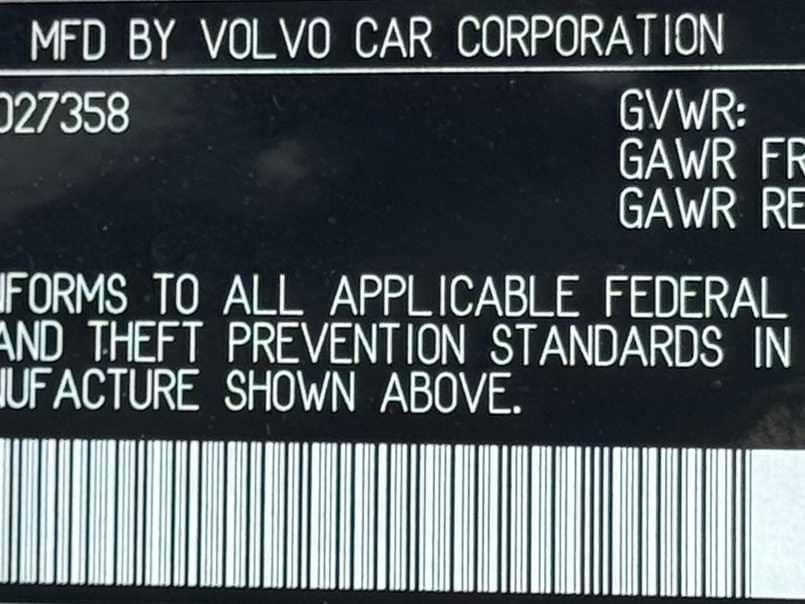 MFD BY VOLVO CAR CORPORATION
027358
GVWR:
GAWR FR
GAWR RE
NFORMS TO ALL APPLICABLE FEDERAL
AND THEFT PREVENTION STANDARDS IN
NUFACTURE SHOWN ABOVE.